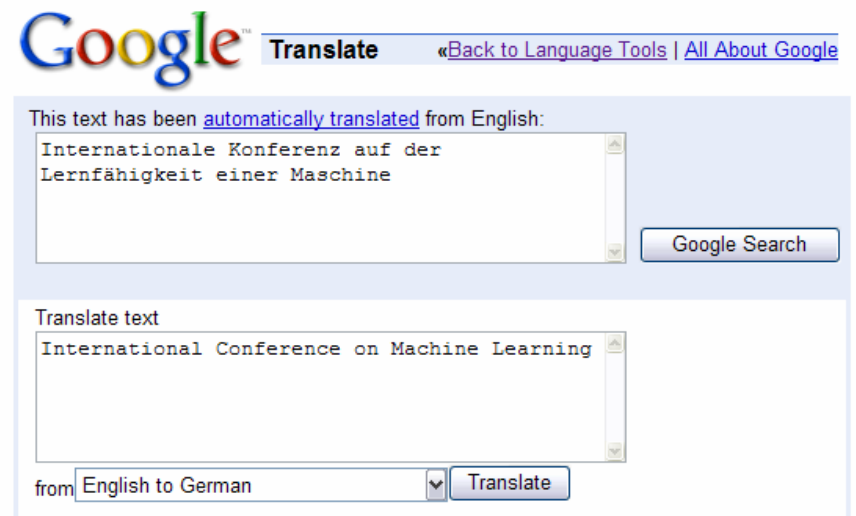 Google™ Translate «Back to Language Tools | All About Google
This text has been automatically translated from English:
Internationale Konferenz auf der
Lernfähigkeit einer Maschine
Google Search
Translate text
International Conference on Machine Learning
from English to German Translate